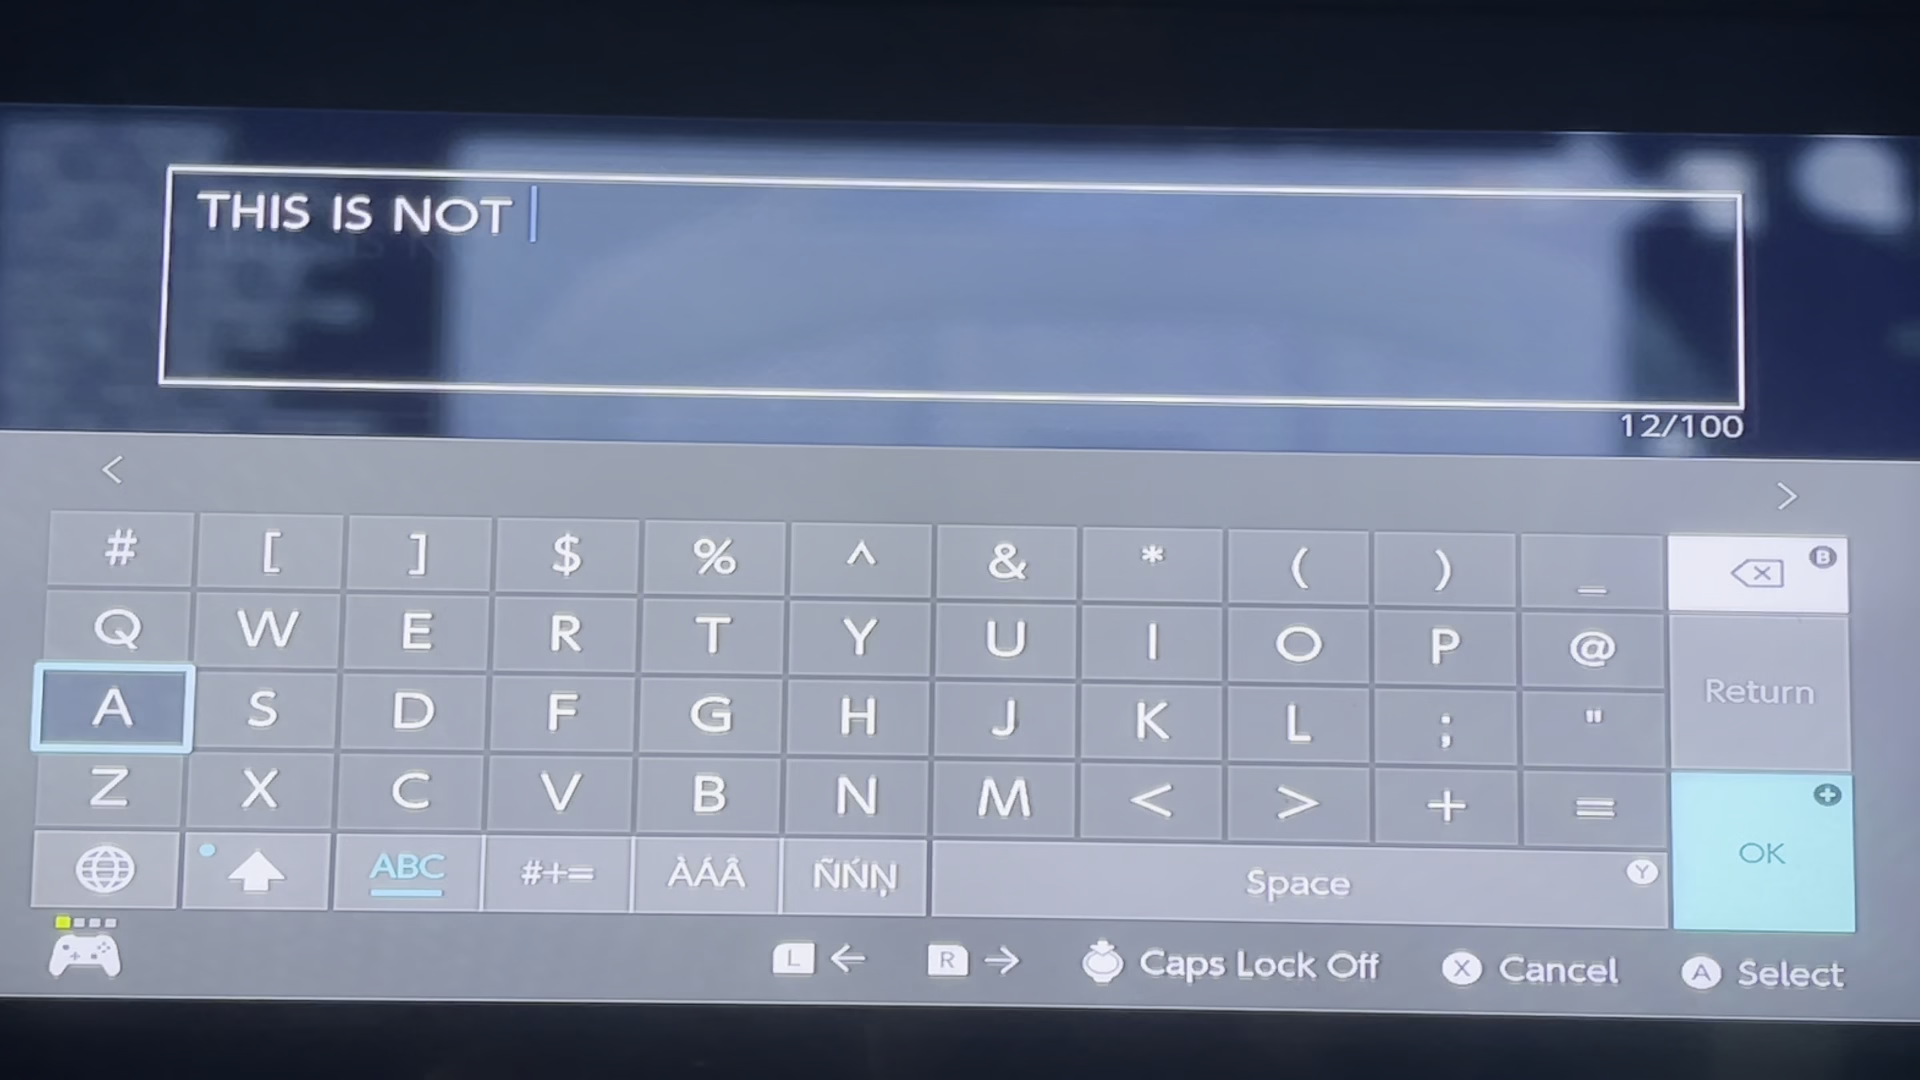 THIS IS NOT
12/100
< >
# [ ] $ % ^ & * ( ) _ B
Q W E R T Y U I O P @ Return
A S D F G H J K L ; "
Z X C V B N M < > + = OK
ABC #+= ÀÁÂ ÑŃŅ Space Y
L ← R → Caps Lock Off X Cancel A Select